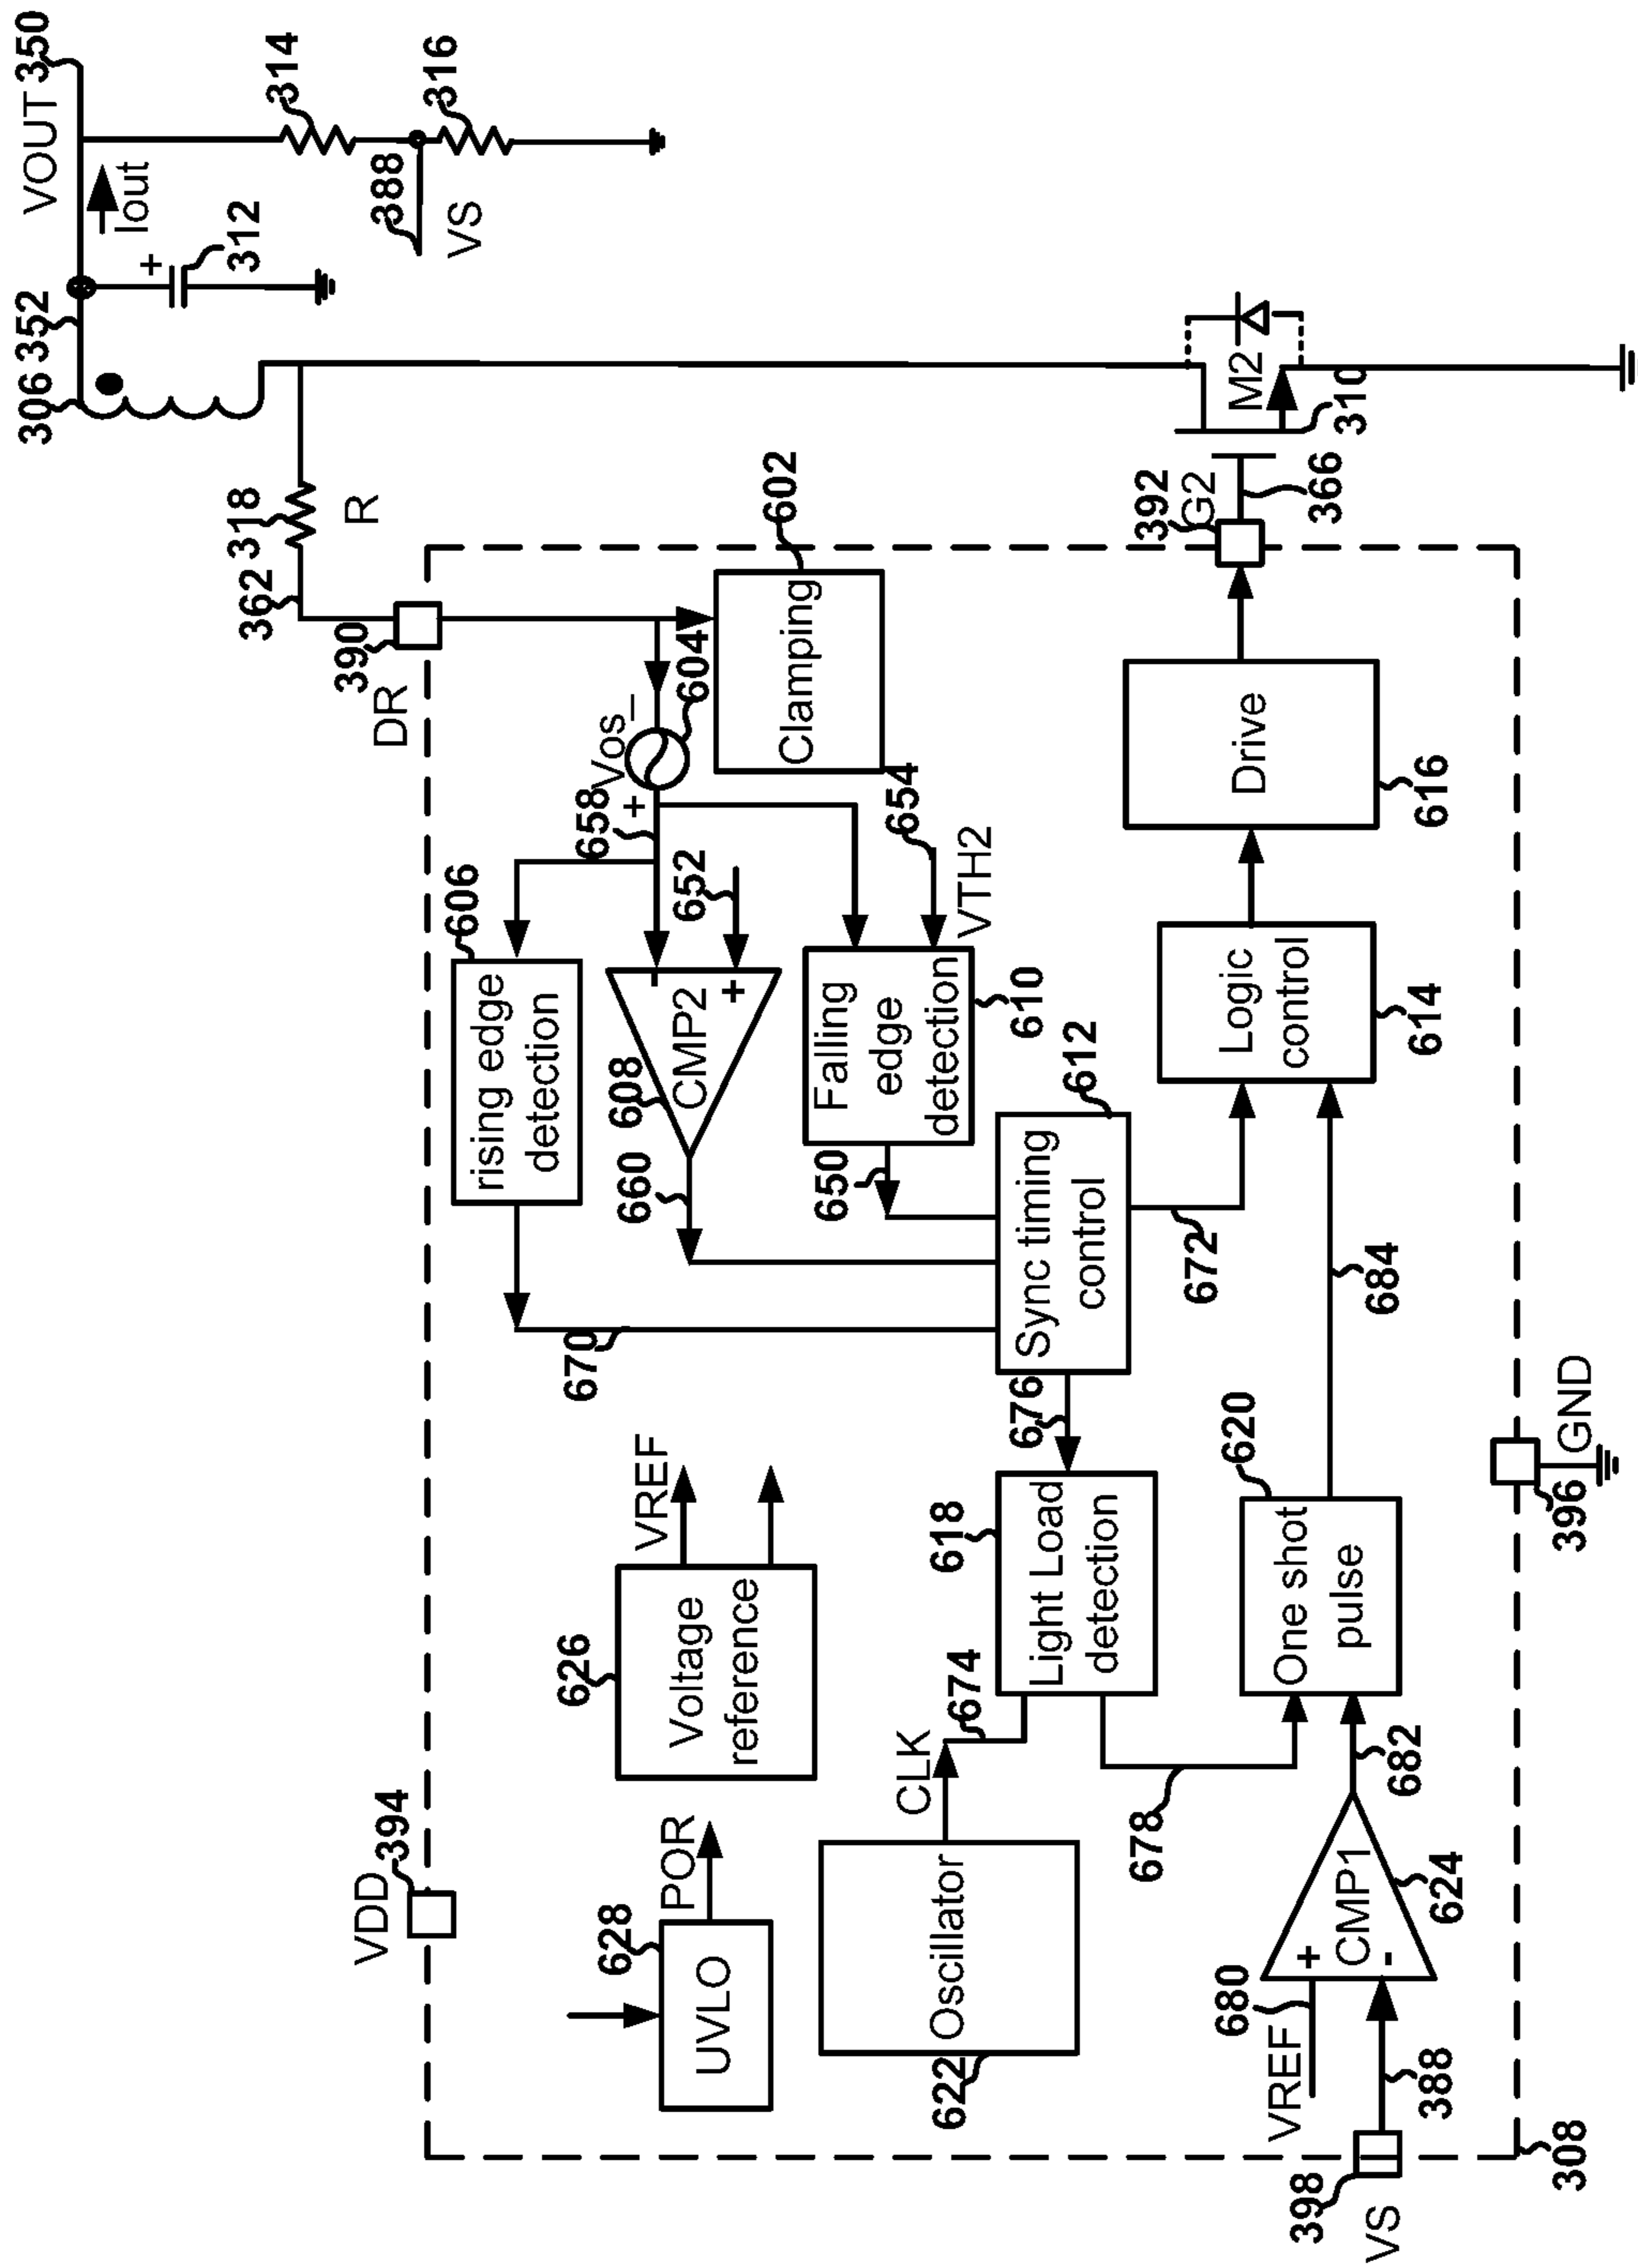 VDD
394
DR
390
362
318
R
306
352
VOUT
350
Iout
+
312
314
388
VS
316
UVLO
628
POR
626
Voltage
reference
VREF
rising edge
detection
606
670
658
+
Vos
_
604
Clamping
602
652
CMP2
-
+
608
660
Falling
edge
detection
610
650
654
VTH2
Oscillator
622
CLK
674
Light Load
detection
618
676
Sync timing
control
612
672
678
One shot
pulse
620
684
Logic
control
614
Drive
616
392
G2
366
M2
310
VREF
680
+
-
CMP1
624
682
388
398
VS
396
GND
308